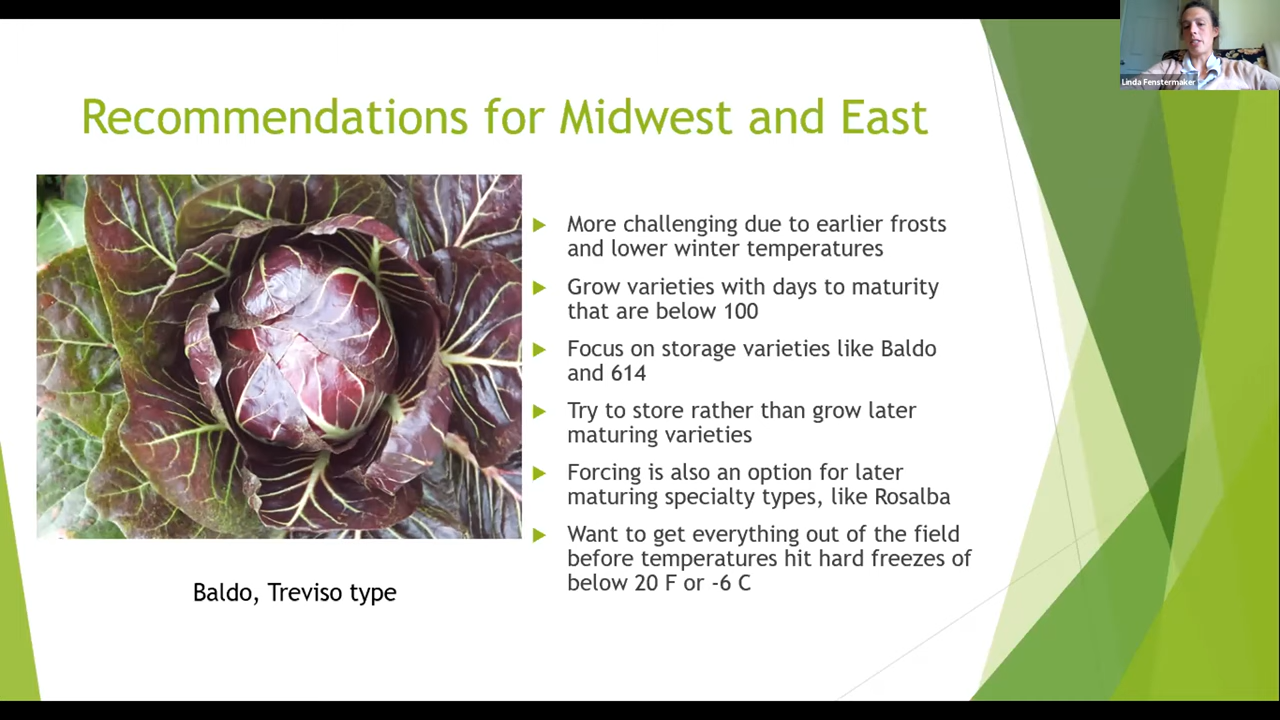 Linda Fenstermaker
Recommendations for Midwest and East
More challenging due to earlier frosts
and lower winter temperatures
Grow varieties with days to maturity
that are below 100
Focus on storage varieties like Baldo
and 614
Try to store rather than grow later
maturing varieties
Forcing is also an option for later
maturing specialty types, like Rosalba
Want to get everything out of the field
before temperatures hit hard freezes of
below 20 F or -6 C
Baldo, Treviso type